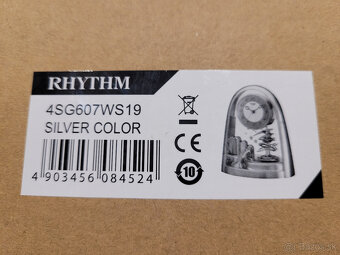 RHYTHM
4SG607WS19
SILVER COLOR
CE
10
4 903456 084524